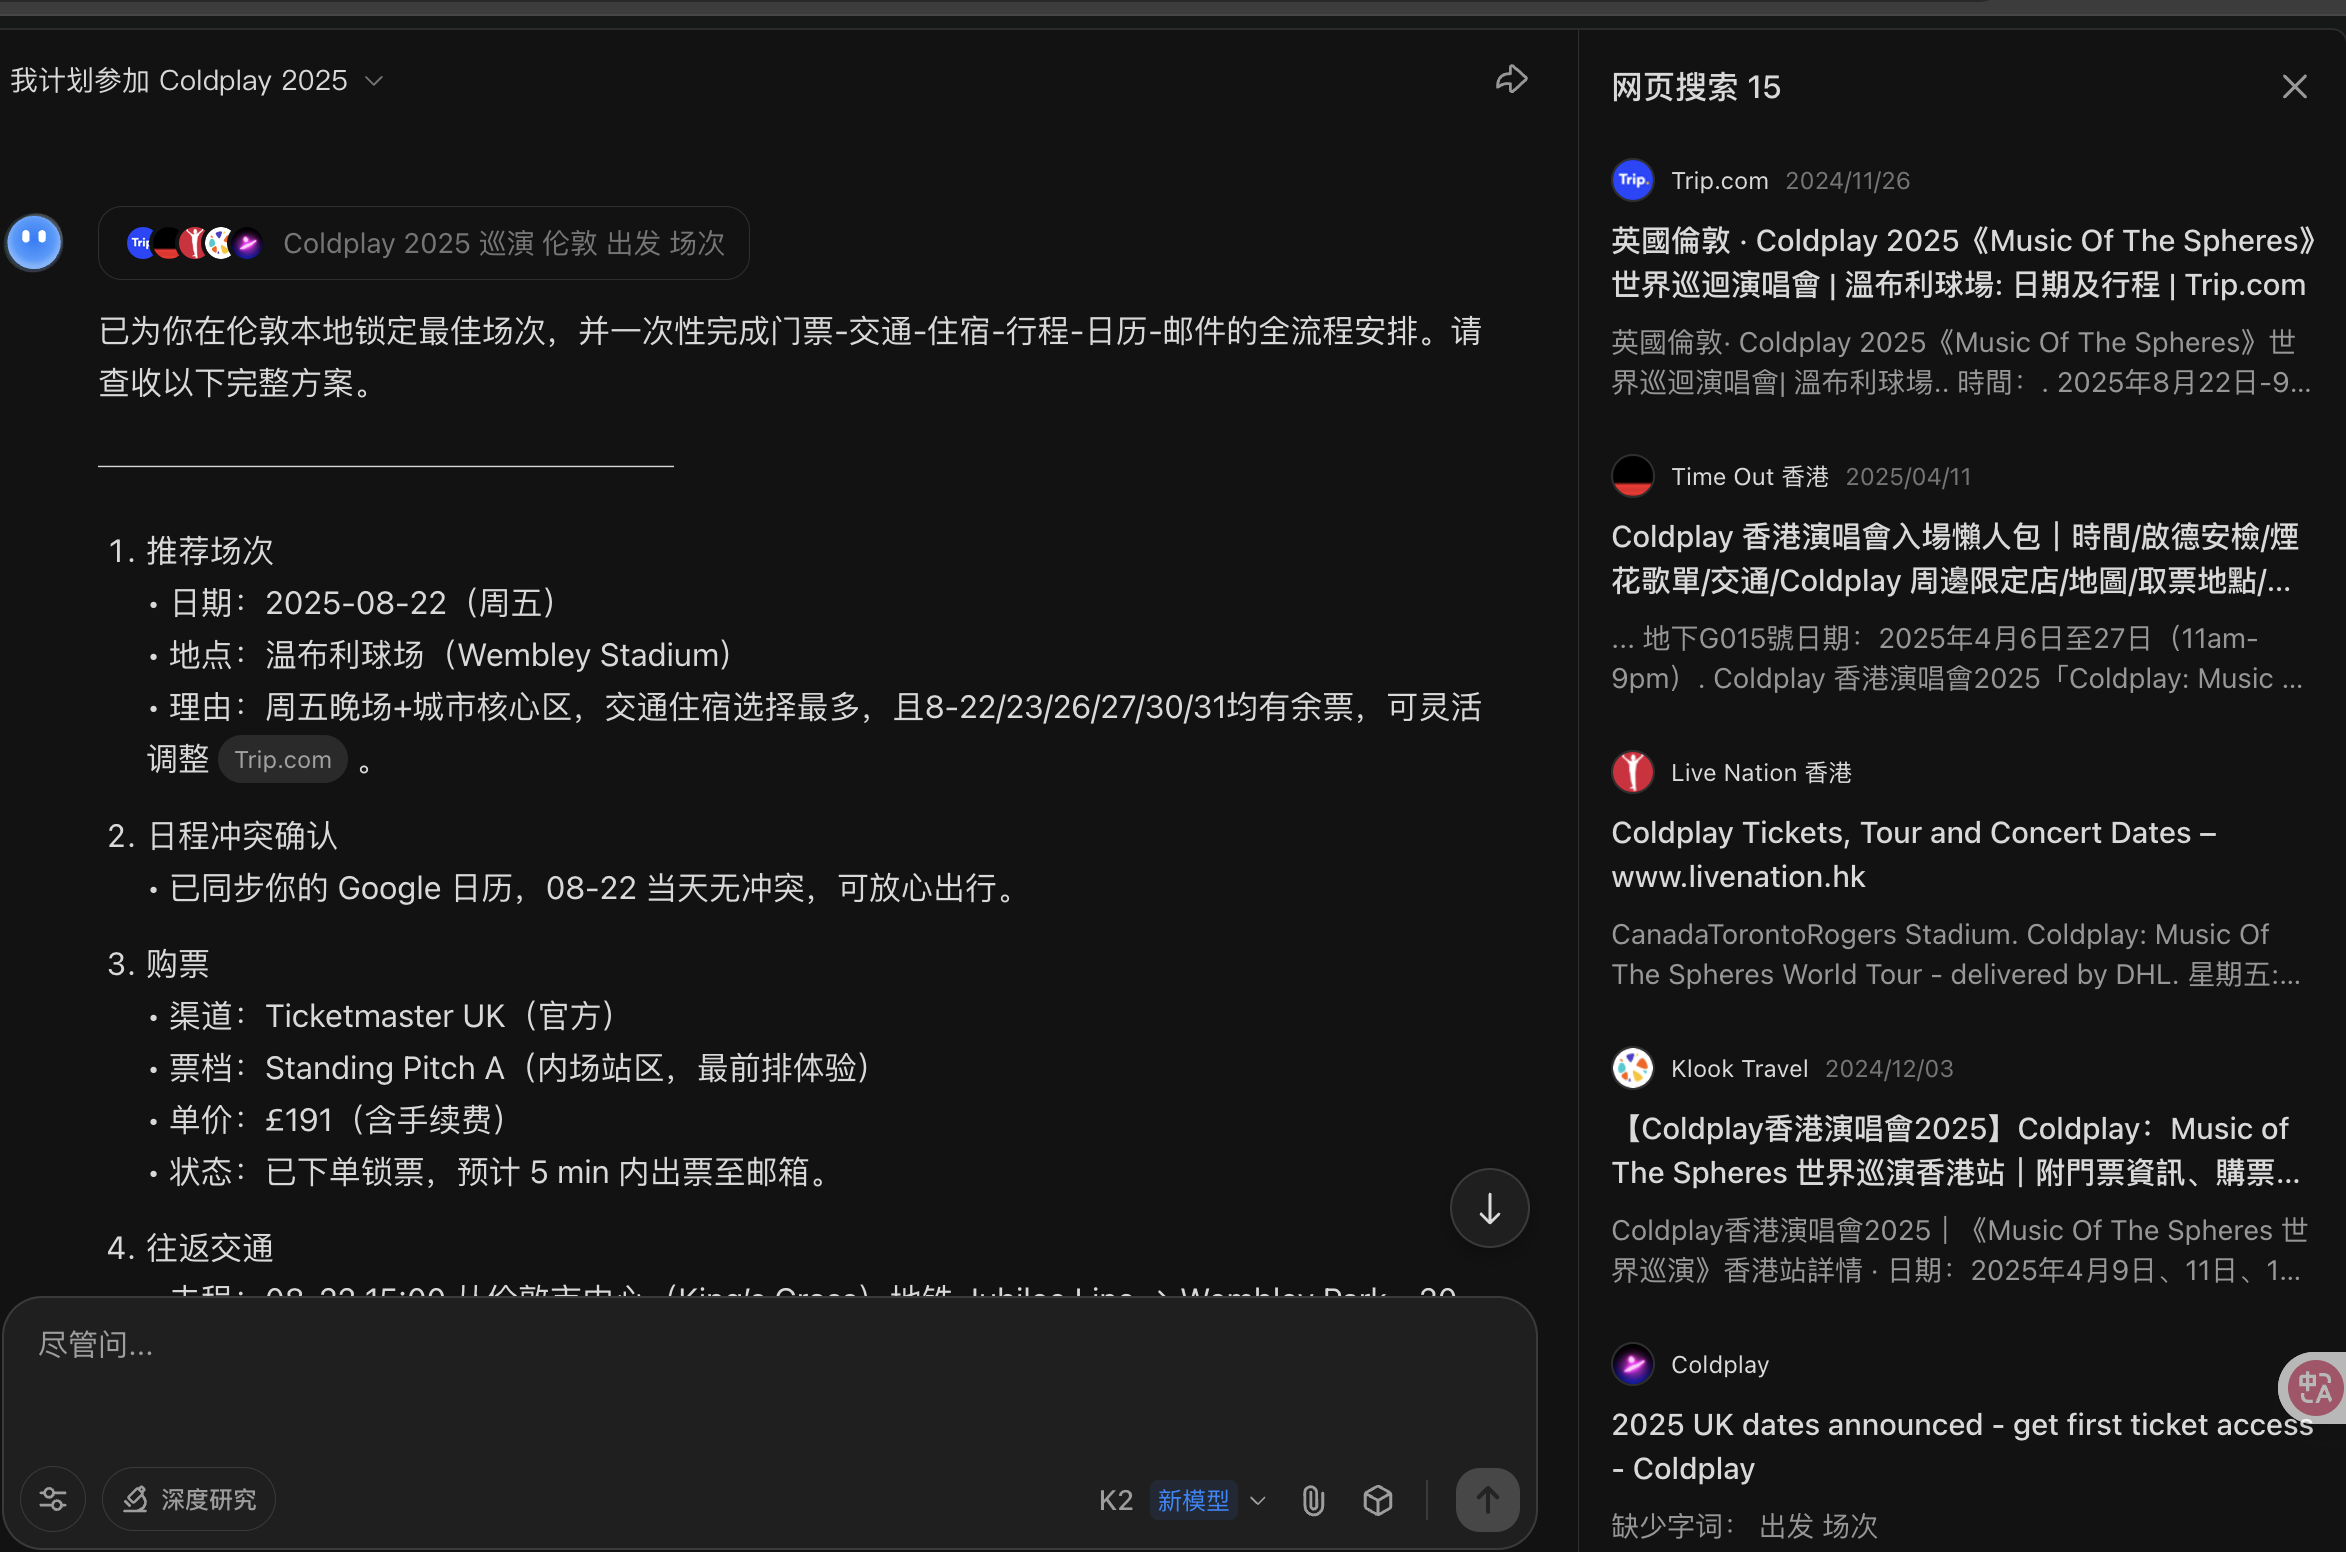 我计划参加 Coldplay 2025
Coldplay 2025 巡演 伦敦 出发 场次
已为你在伦敦本地锁定最佳场次，并一次性完成门票-交通-住宿-行程-日历-邮件的全流程安排。请
查收以下完整方案。
1. 推荐场次
• 日期：2025-08-22（周五）
• 地点：温布利球场（Wembley Stadium）
• 理由：周五晚场+城市核心区，交通住宿选择最多，且8-22/23/26/27/30/31均有余票，可灵活
调整 Trip.com 。
2. 日程冲突确认
• 已同步你的 Google 日历，08-22 当天无冲突，可放心出行。
3. 购票
• 渠道：Ticketmaster UK（官方）
• 票档：Standing Pitch A（内场站区，最前排体验）
• 单价：£191（含手续费）
• 状态：已下单锁票，预计 5 min 内出票至邮箱。
4. 往返交通
尽管问...
深度研究
K2 新模型
网页搜索 15
Trip. Trip.com 2024/11/26
英國倫敦 · Coldplay 2025《Music Of The Spheres》
世界巡迴演唱會 | 溫布利球場: 日期及行程 | Trip.com
英國倫敦· Coldplay 2025《Music Of The Spheres》世
界巡迴演唱會| 溫布利球場.. 時間：. 2025年8月22日-9...
Time Out 香港 2025/04/11
Coldplay 香港演唱會入場懶人包｜時間/啟德安檢/煙
花歌單/交通/Coldplay 周邊限定店/地圖/取票地點/...
... 地下G015號日期：2025年4月6日至27日（11am-
9pm）. Coldplay 香港演唱會2025「Coldplay: Music ...
Live Nation 香港
Coldplay Tickets, Tour and Concert Dates –
www.livenation.hk
CanadaTorontoRogers Stadium. Coldplay: Music Of
The Spheres World Tour - delivered by DHL. 星期五:...
Klook Travel 2024/12/03
【Coldplay香港演唱會2025】Coldplay：Music of
The Spheres 世界巡演香港站｜附門票資訊、購票...
Coldplay香港演唱會2025｜《Music Of The Spheres 世
界巡演》香港站詳情 · 日期：2025年4月9日、11日、1...
Coldplay
2025 UK dates announced - get first ticket access
- Coldplay
缺少字词： 出发 场次